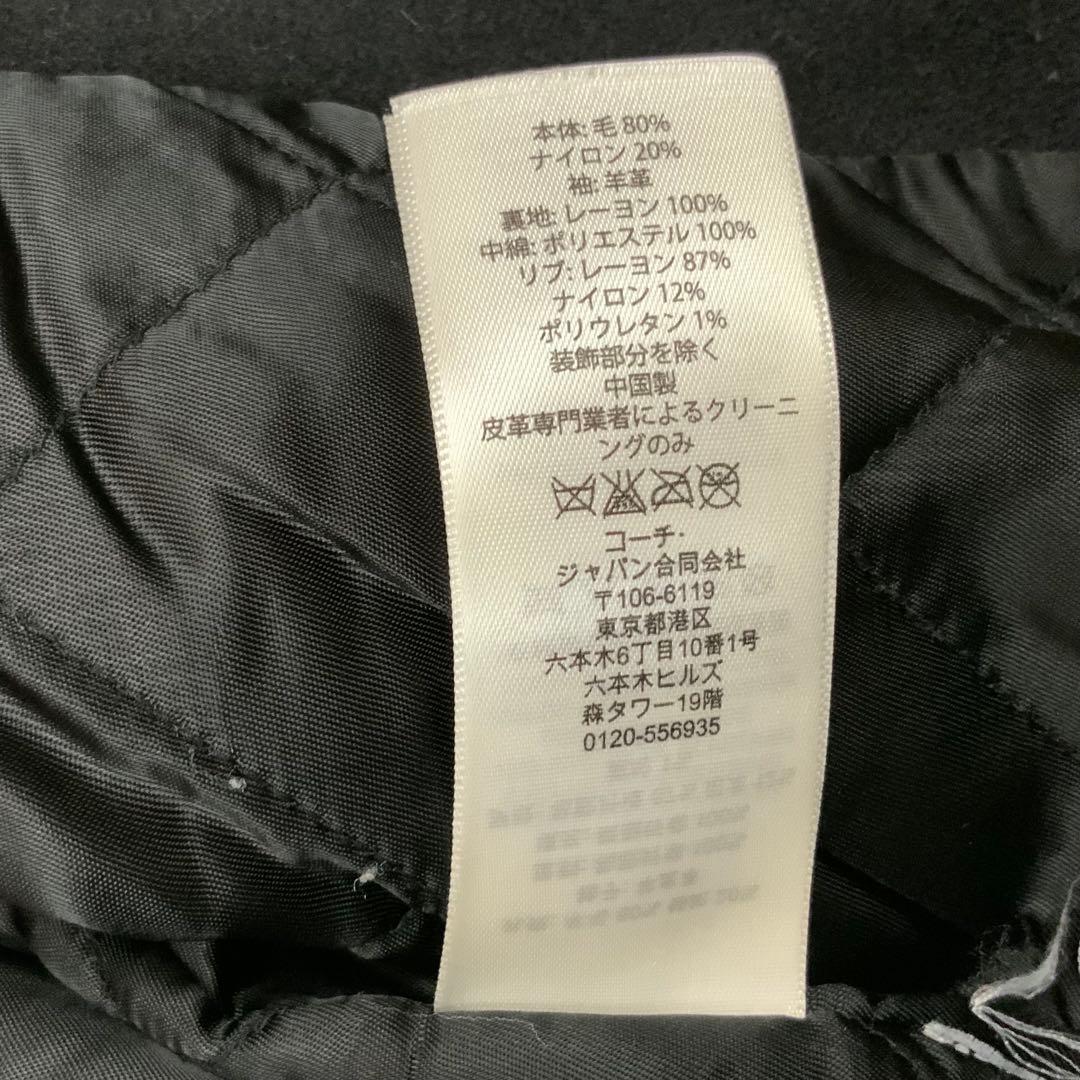 本体: 毛 80%
ナイロン 20%
袖: 羊革
裏地: レーヨン 100%
中綿: ポリエステル 100%
リブ: レーヨン 87%
ナイロン 12%
ポリウレタン 1%
装飾部分を除く
中国製
皮革専門業者によるクリーニ
ングのみ
コーチ・
ジャパン合同会社
〒106-6119
東京都港区
六本木6丁目10番1号
六本木ヒルズ
森タワー19階
0120-556935